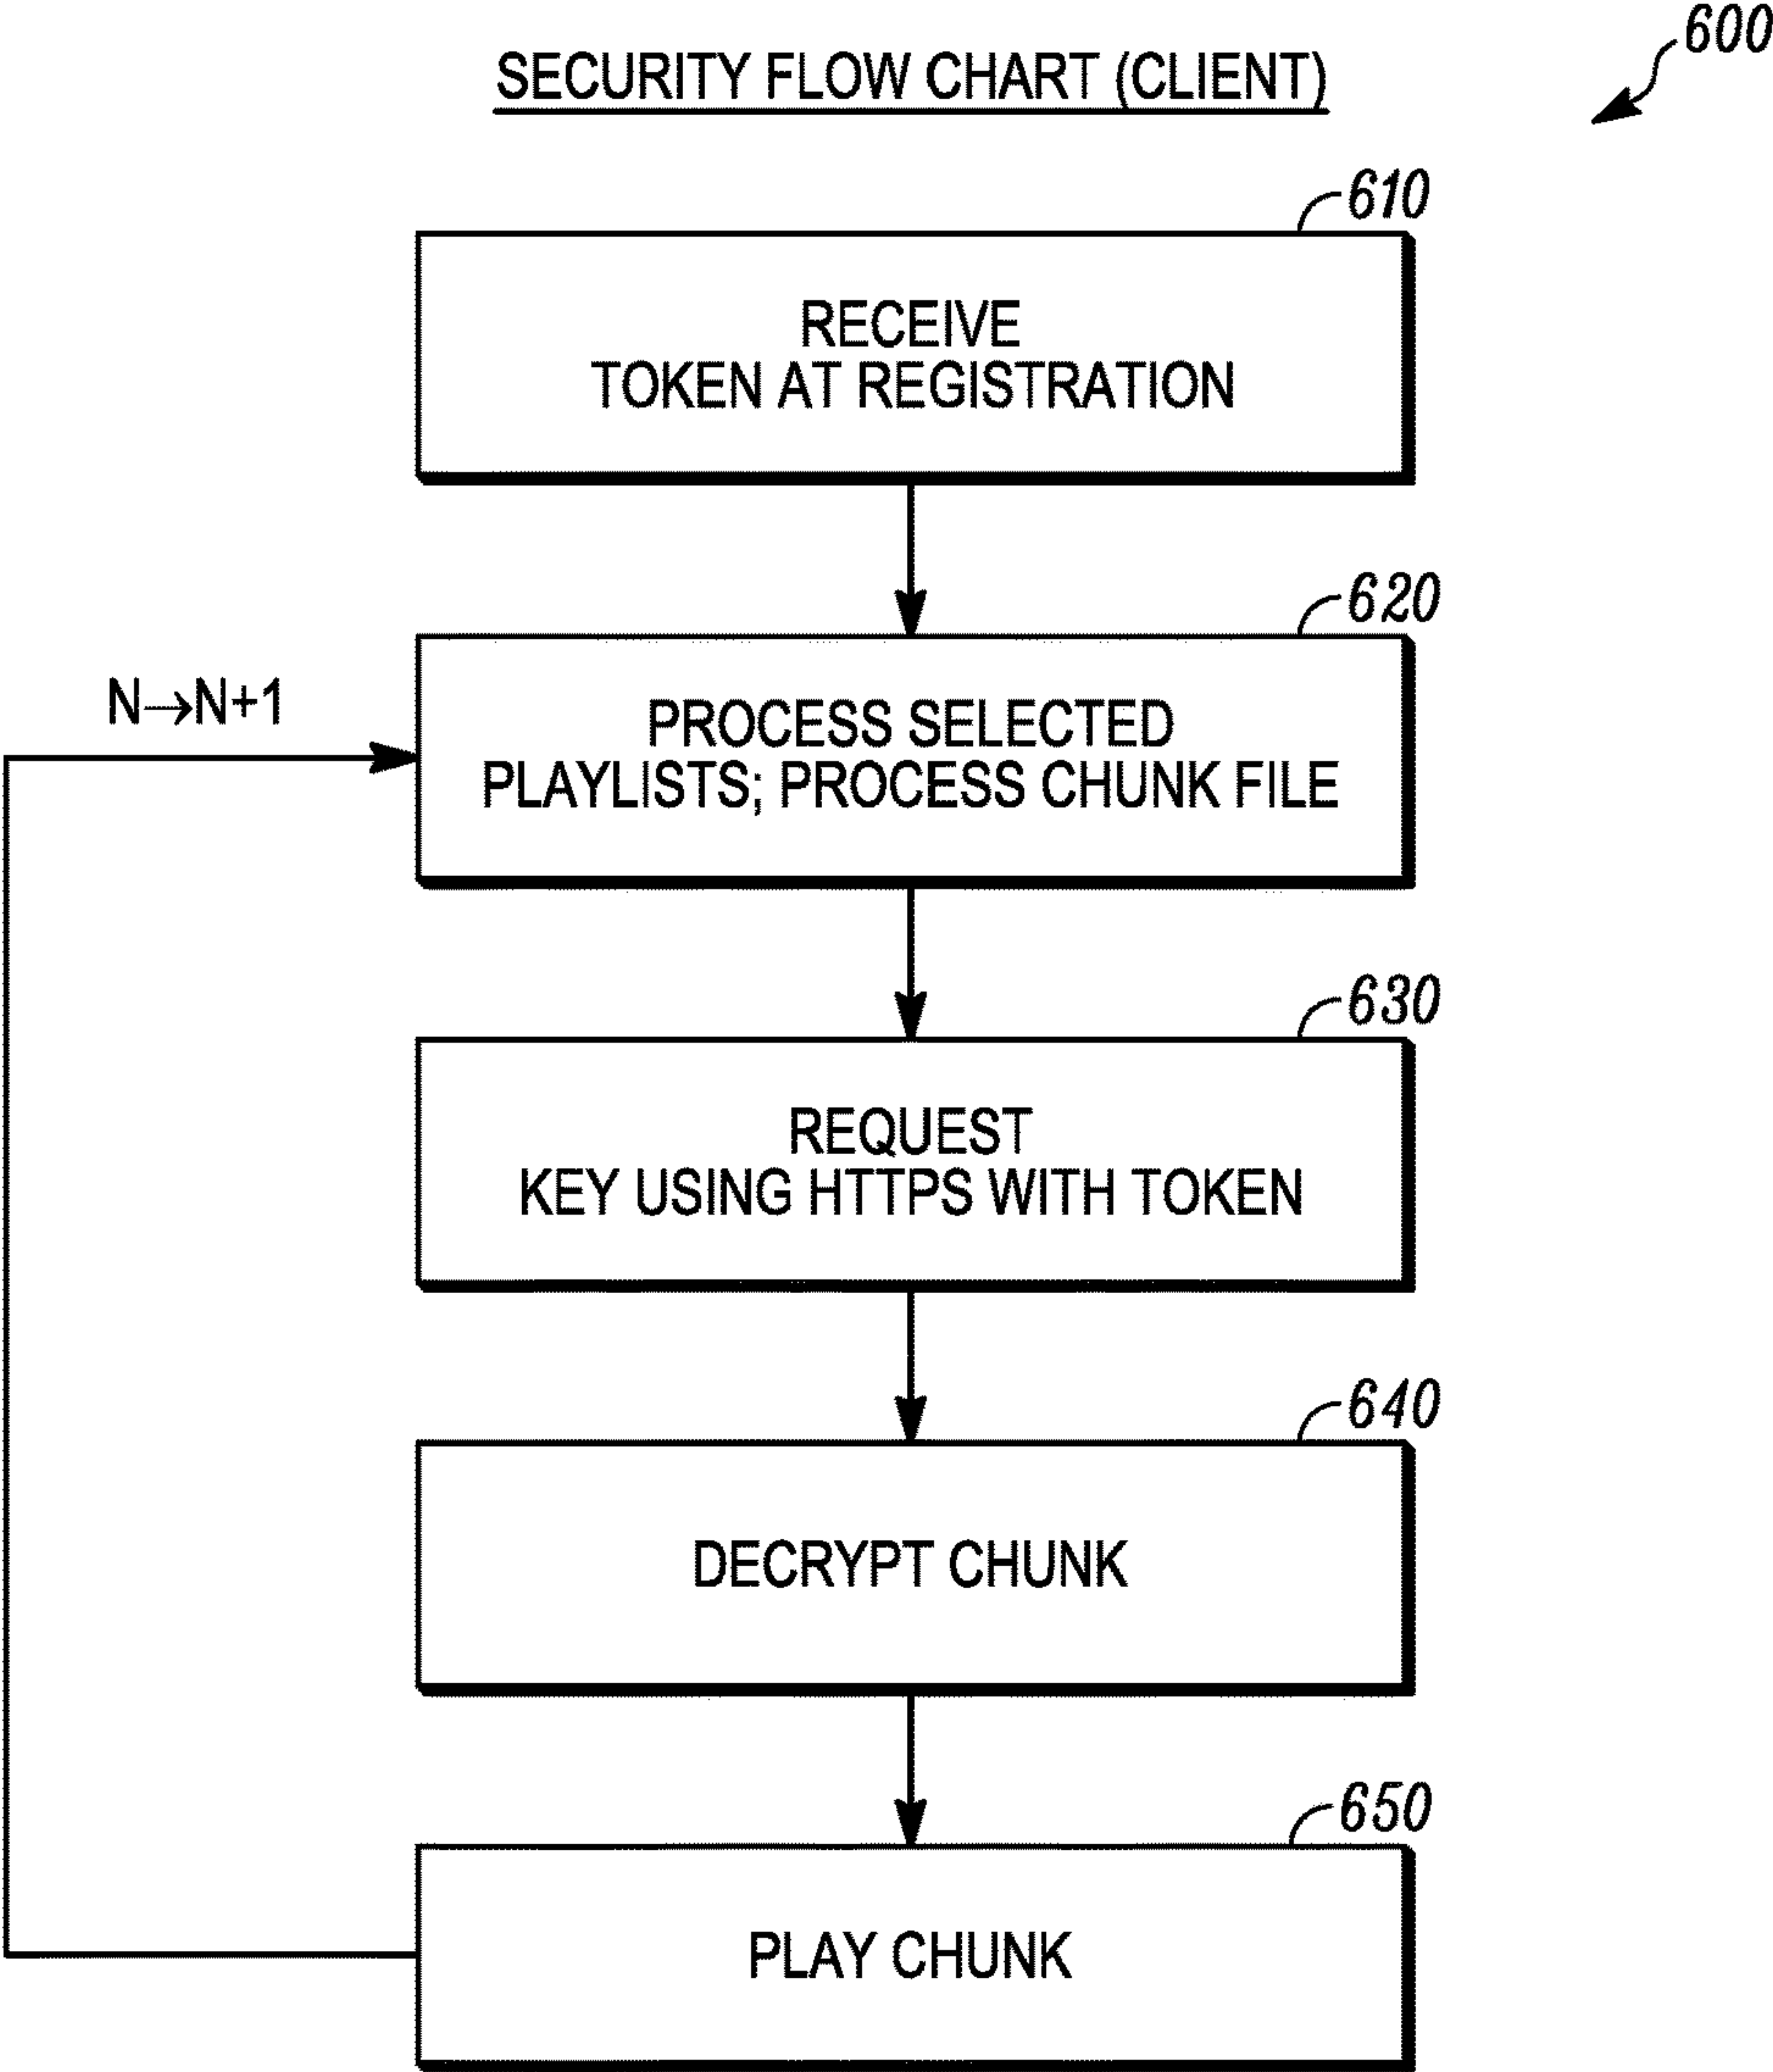 600
SECURITY FLOW CHART (CLIENT)
610
RECEIVE
TOKEN AT REGISTRATION
620
N→N+1
PROCESS SELECTED
PLAYLISTS; PROCESS CHUNK FILE
630
REQUEST
KEY USING HTTPS WITH TOKEN
640
DECRYPT CHUNK
650
PLAY CHUNK